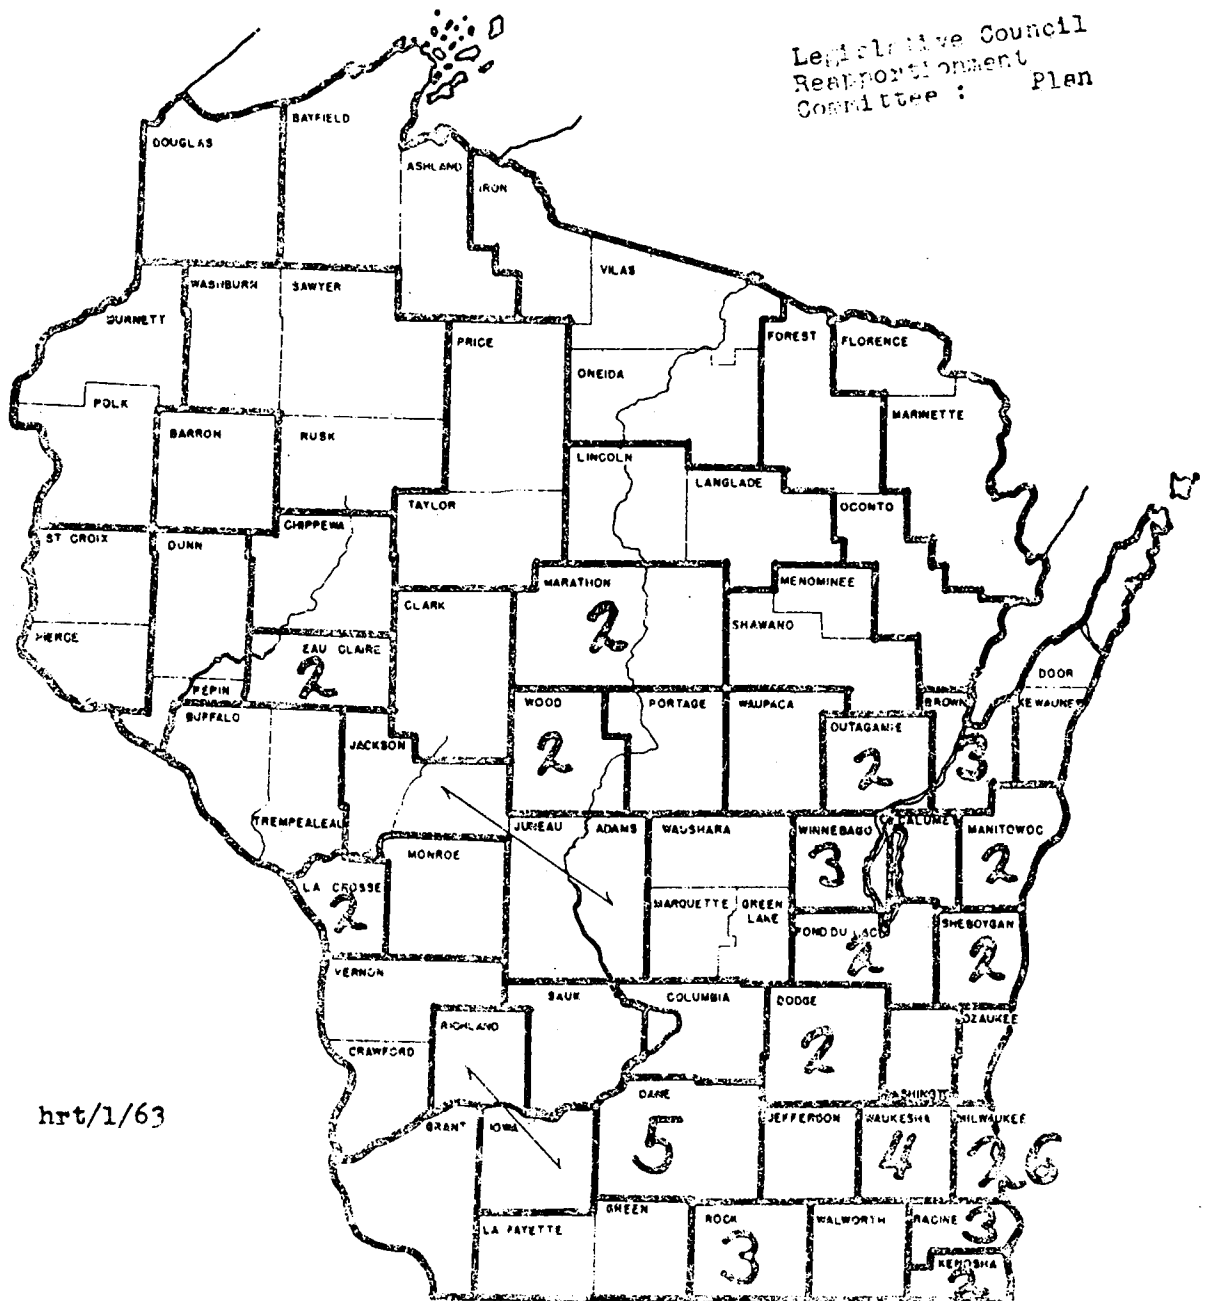 Legislative Council
Reapportionment
Committee : Plan
BAYFIELD
DOUGLAS
ASHLAND
IRON
VILAS
WASHBURN
SAWYER
BURNETT
PRICE
FOREST
FLORENCE
ONEIDA
POLK
MARINETTE
BARRON
RUSK
LINCOLN
LANGLADE
TAYLOR
OCONTO
CHIPPEWA
ST CROIX
DUNN
MARATHON
2
MENOMINEE
CLARK
SHAWANO
PIERCE
EAU CLAIRE
2
DOOR
PEPIN
WOOD
2
PORTAGE
WAUPACA
BROWN
3
KEWAUNEE
BUFFALO
OUTAGAMIE
2
JACKSON
TREMPEALEAU
JUNEAU
ADAMS
WAUSHARA
WINNEBAGO
3
CALUMET
MANITOWOC
2
MONROE
LA CROSSE
2
MARQUETTE
GREEN
LAKE
FOND DU LAC
2
SHEBOYGAN
2
VERNON
SAUK
COLUMBIA
DODGE
2
RICHLAND
OZAUKEE
CRAWFORD
DANE
5
WASHINGTON
hrt/1/63
GRANT
IOWA
JEFFERSON
WAUKESHA
4
MILWAUKEE
26
LA FAYETTE
GREEN
ROCK
3
WALWORTH
RACINE
3
KENOSHA
2